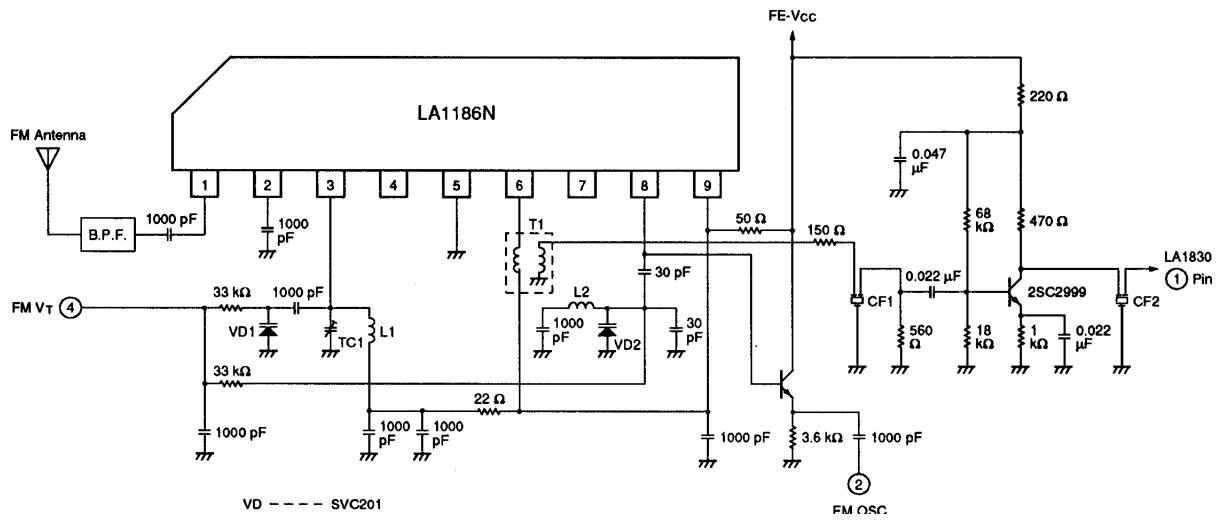 FE-VCC
LA1186N
220 Ω
FM Antenna
0.047
µF
1 2 3 4 5 6 7 8 9
1000 pF
B.P.F.
1000
pF
T1
50 Ω
150 Ω
68
kΩ
470 Ω
LA1830
1 Pin
30 pF
0.022 µF
2SC2999
CF1
CF2
33 kΩ
1000 pF
FM VT 4
L2
VD1
TC1
L1
1000
pF
VD2
30
pF
560
Ω
18
kΩ
1
kΩ
0.022
µF
33 kΩ
22 Ω
1000 pF
1000
pF
1000
pF
1000 pF
3.6 kΩ
1000 pF
2
FM OSC
VD ---- SVC201